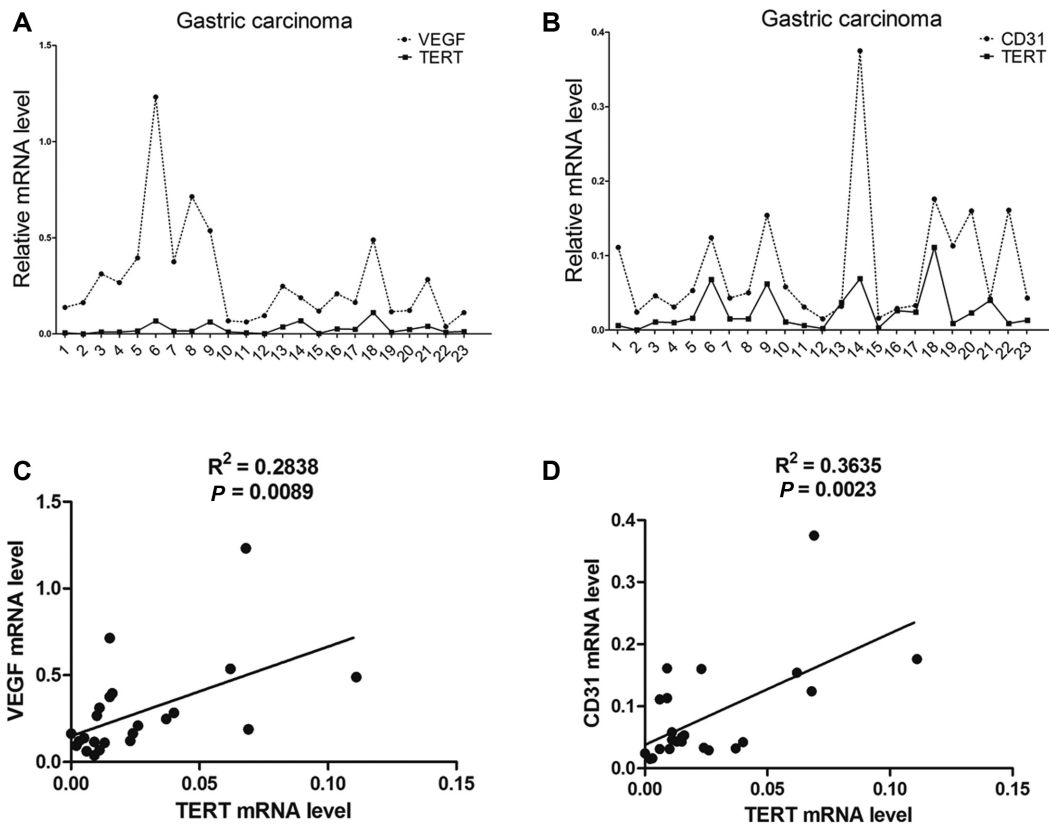 A
Gastric carcinoma
VEGF
TERT
Relative mRNA level
1.5
1.0
0.5
0.0
1 2 3 4 5 6 7 8 9 10 11 12 13 14 15 16 17 18 19 20 21 22 23
B
Gastric carcinoma
CD31
TERT
Relative mRNA level
0.4
0.3
0.2
0.1
0.0
1 2 3 4 5 6 7 8 9 10 11 12 13 14 15 16 17 18 19 20 21 22 23
C
R² = 0.2838
P = 0.0089
VEGF mRNA level
1.5
1.0
0.5
0.0
0.00 0.05 0.10 0.15
TERT mRNA level
D
R² = 0.3635
P = 0.0023
CD31 mRNA level
0.4
0.3
0.2
0.1
0.0
0.00 0.05 0.10 0.15
TERT mRNA level